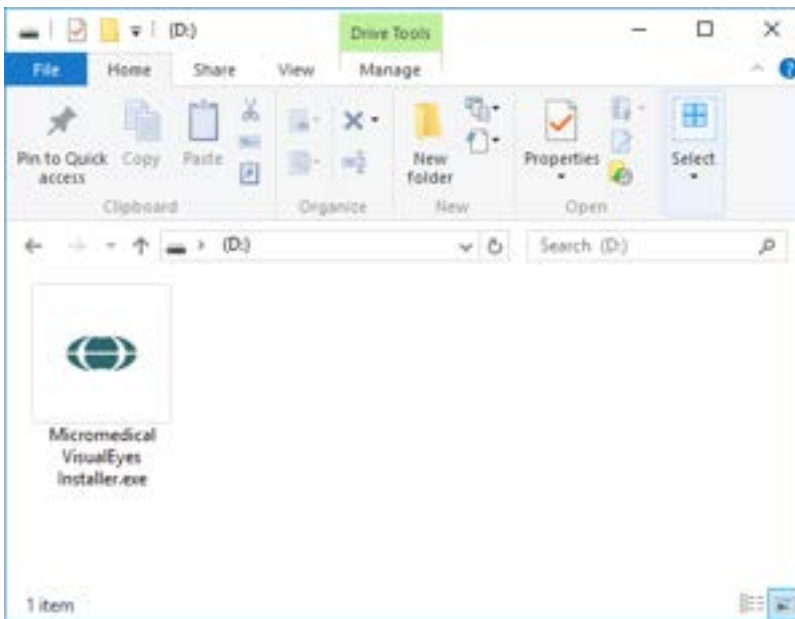 (D:)
Drive Tools
File Home Share View Manage
Pin to Quick access
Copy
Paste
New folder
Properties
Select
Clipboard
Organize
New
Open
(D:)
Search (D:)
Micromedical
VisualEyes
Installer.exe
1 item